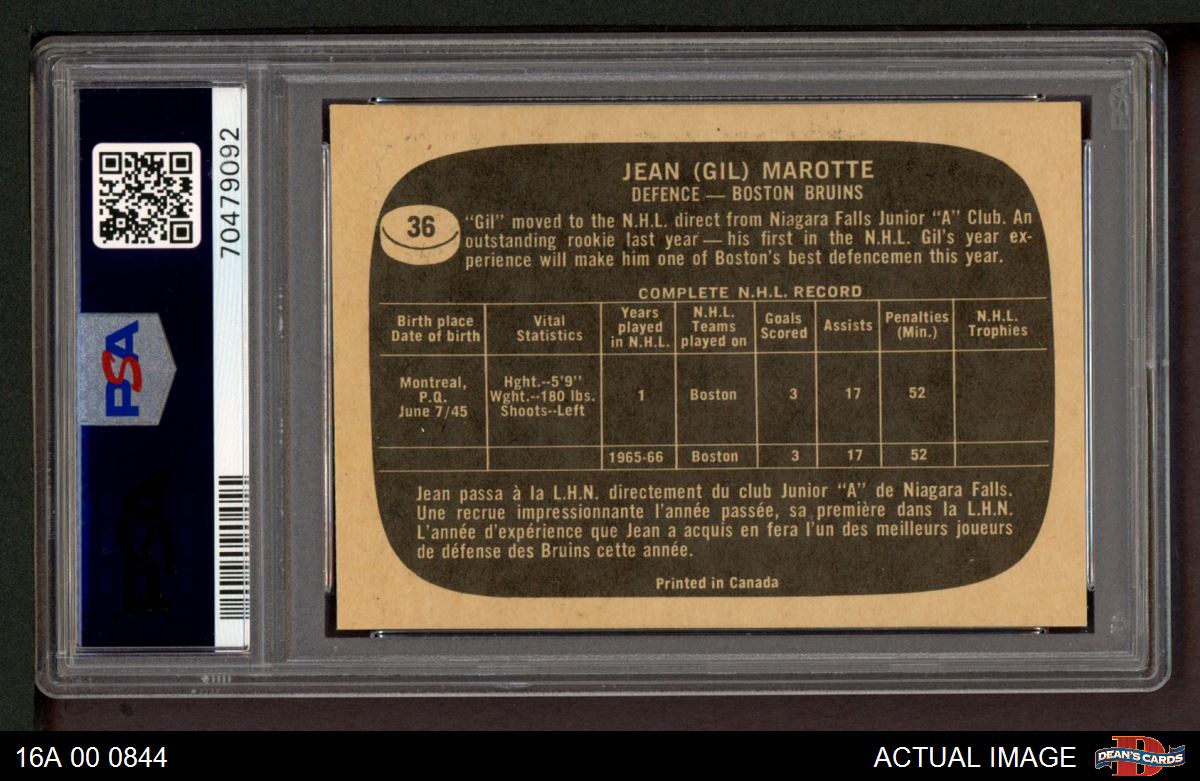 70479092
PSA
PSA
PSA
JEAN (GIL) MAROTTE
DEFENCE — BOSTON BRUINS
36
"Gil" moved to the N.H.L. direct from Niagara Falls Junior "A" Club. An
outstanding rookie last year — his first in the N.H.L. Gil's year ex-
perience will make him one of Boston's best defencemen this year.
COMPLETE N.H.L. RECORD
Birth place
Date of birth
Vital
Statistics
Years
played
in N.H.L.
N.H.L.
Teams
played on
Goals
Scored
Assists
Penalties
(Min.)
N.H.L.
Trophies
Montreal,
P.Q.
June 7/45
Hght.--5'9''
Wght.--180 lbs.
Shoots--Left
1
Boston
3
17
52
1965-66
Boston
3
17
52
Jean passa à la L.H.N. directement du club Junior "A" de Niagara Falls.
Une recrue impressionnante l'année passée, sa première dans la L.H.N.
L'année d'expérience que Jean a acquis en fera l'un des meilleurs joueurs
de défense des Bruins cette année.
Printed in Canada
16A 00 0844
ACTUAL IMAGE
D
DEAN'S CARDS